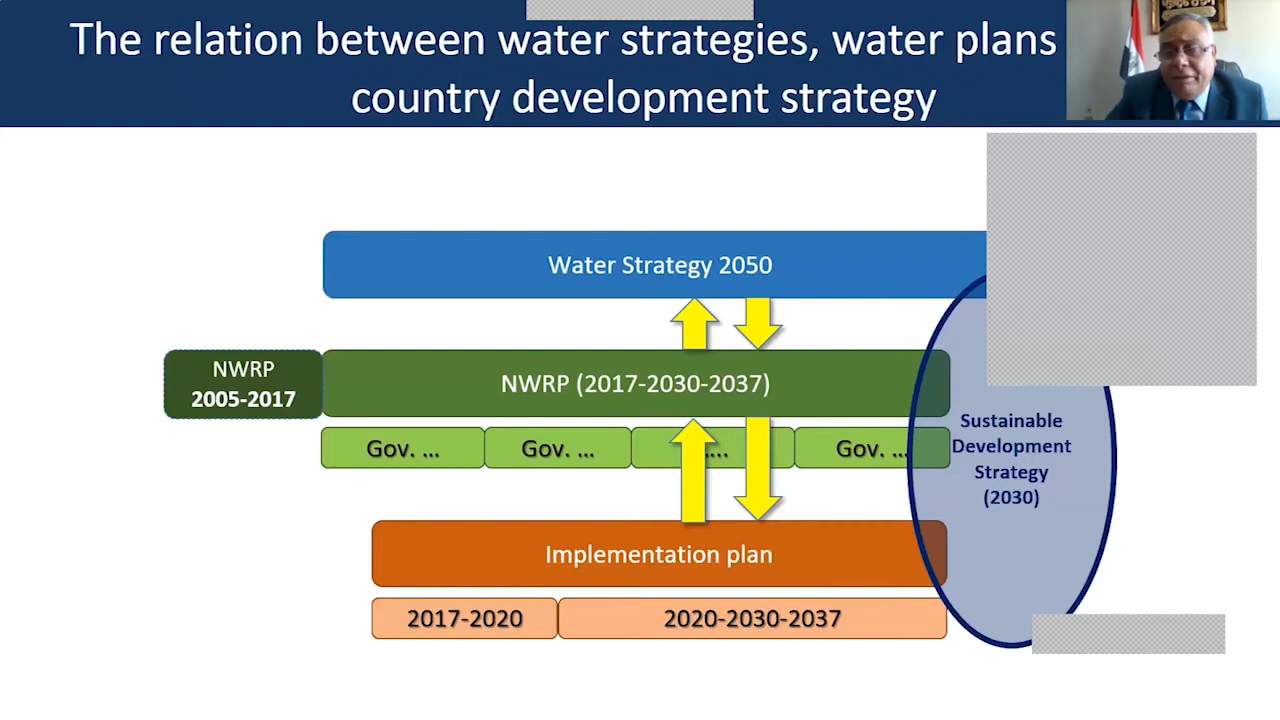 The relation between water strategies, water plans
country development strategy
Water Strategy 2050
NWRP
2005-2017
NWRP (2017-2030-2037)
Gov. ...
Gov. ...
....
Gov. ...
Sustainable
Development
Strategy
(2030)
Implementation plan
2017-2020
2020-2030-2037